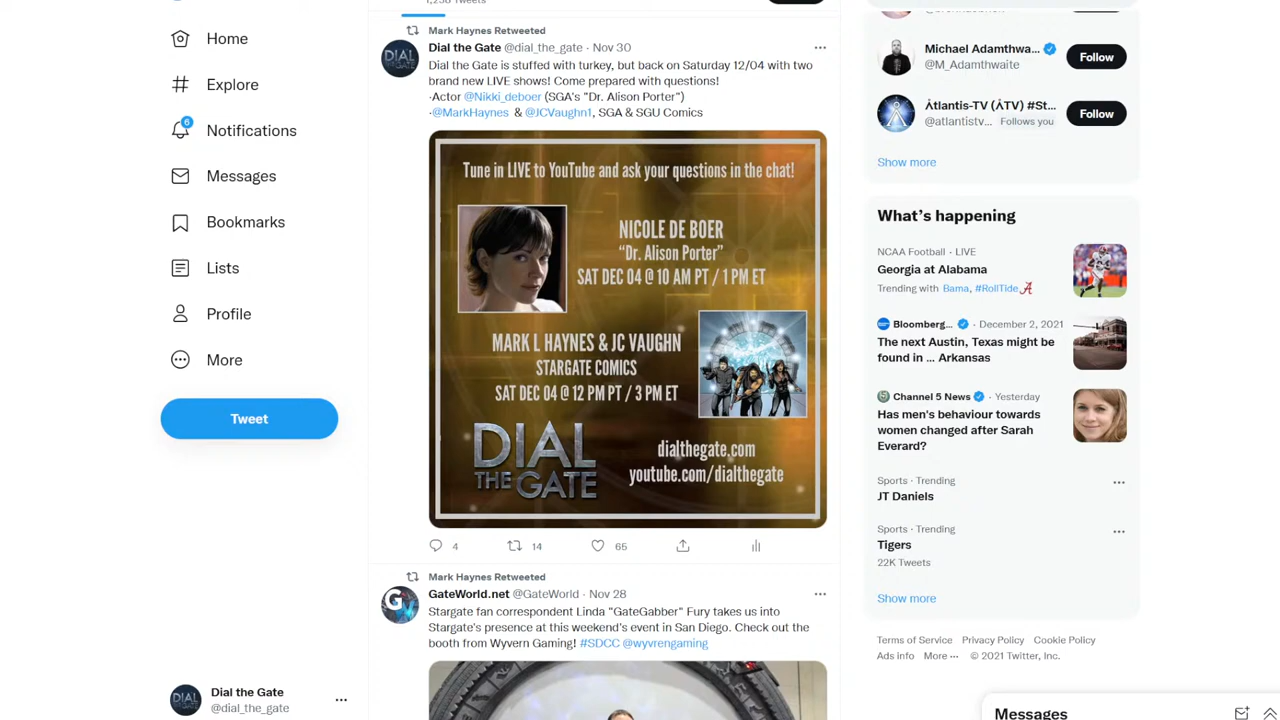 Home
Explore
6
Notifications
Messages
Bookmarks
Lists
Profile
More
Tweet
Dial the Gate
@dial_the_gate
Mark Haynes Retweeted
Dial the Gate @dial_the_gate · Nov 30
Dial the Gate is stuffed with turkey, but back on Saturday 12/04 with two
brand new LIVE shows! Come prepared with questions!
·Actor @Nikki_deboer (SGA's "Dr. Alison Porter")
·@MarkHaynes & @JCVaughn1, SGA & SGU Comics
Tune in LIVE to YouTube and ask your questions in the chat!
NICOLE DE BOER
"Dr. Alison Porter"
SAT DEC 04 @ 10 AM PT / 1 PM ET
MARK L HAYNES & JC VAUGHN
STARGATE COMICS
SAT DEC 04 @ 12 PM PT / 3 PM ET
DIAL
THE GATE
dialthegate.com
youtube.com/dialthegate
4 14 65
Mark Haynes Retweeted
GateWorld.net @GateWorld · Nov 28
Stargate fan correspondent Linda "GateGabber" Fury takes us into
Stargate's presence at this weekend's event in San Diego. Check out the
booth from Wyvern Gaming! #SDCC @wyvrengaming
Michael Adamthwa...
@M_Adamthwaite
Follow
Ătlantis-TV (ĂTV) #St...
@atlantistv... Follows you
Follow
Show more
What's happening
NCAA Football · LIVE
Georgia at Alabama
Trending with Bama, #RollTide
Bloomberg... · December 2, 2021
The next Austin, Texas might be
found in ... Arkansas
Channel 5 News · Yesterday
Has men's behaviour towards
women changed after Sarah
Everard?
Sports · Trending
JT Daniels
Sports · Trending
Tigers
22K Tweets
Show more
Terms of Service Privacy Policy Cookie Policy
Ads info More ··· © 2021 Twitter, Inc.
Messages